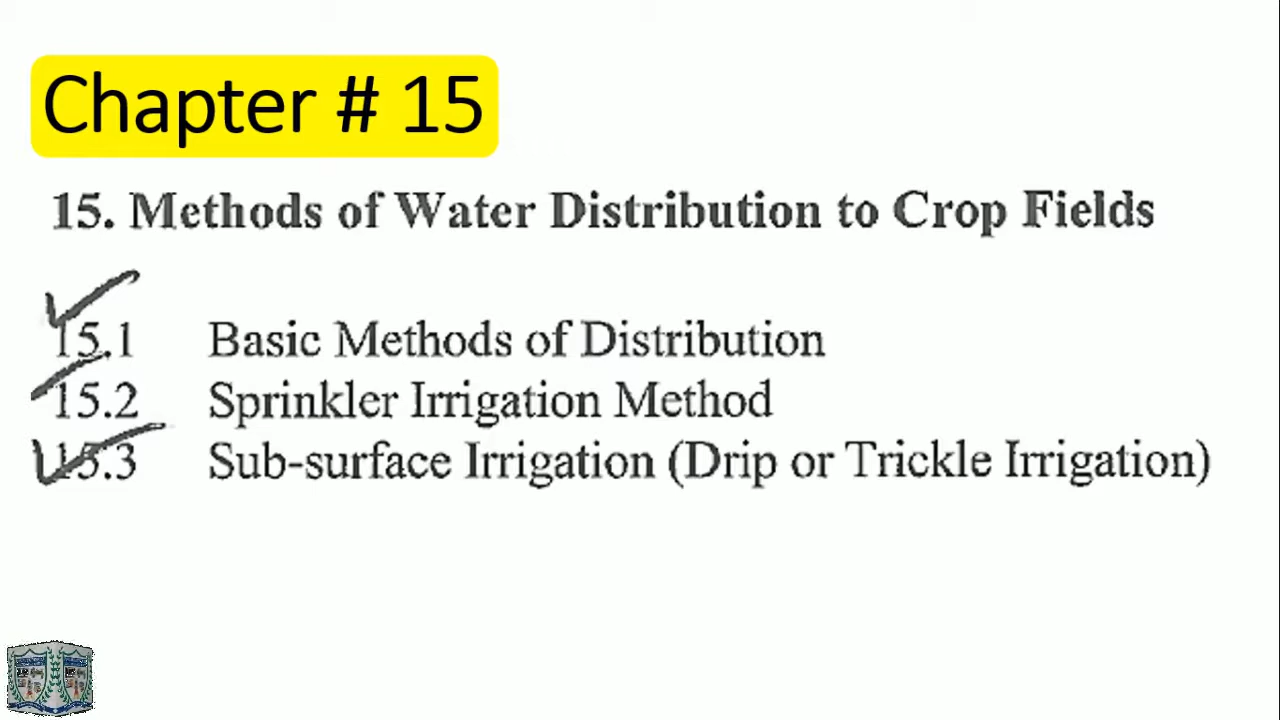 Chapter # 15
15. Methods of Water Distribution to Crop Fields
15.1 Basic Methods of Distribution
15.2 Sprinkler Irrigation Method
15.3 Sub-surface Irrigation (Drip or Trickle Irrigation)